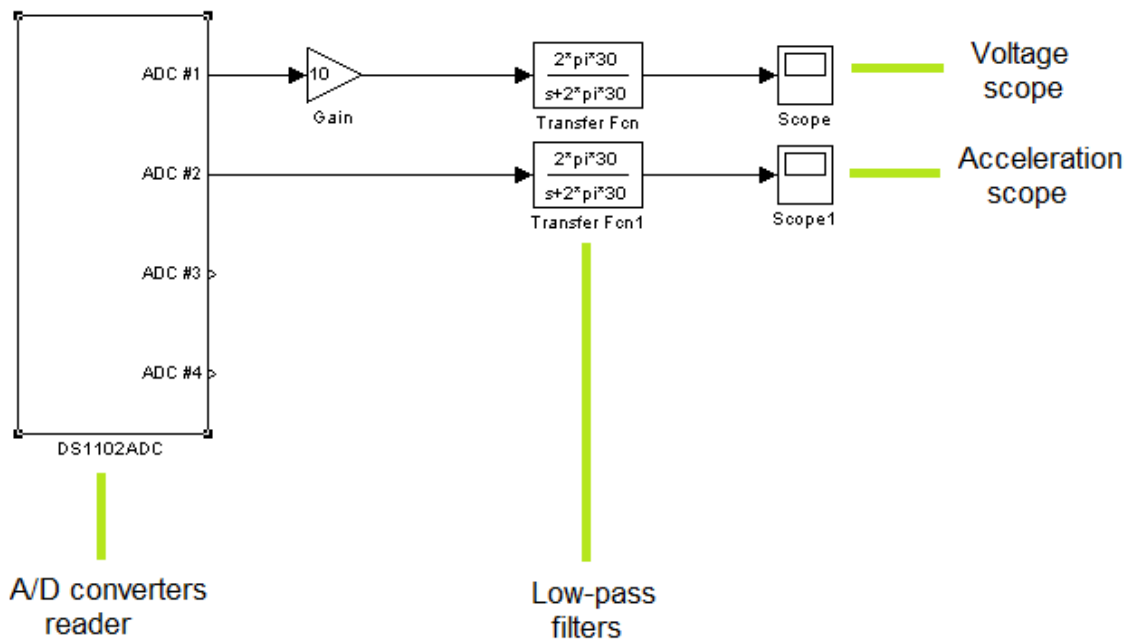 ADC #1
10
Gain
2*pi*30
s+2*pi*30
Transfer Fcn
Scope
Voltage
scope
ADC #2
2*pi*30
s+2*pi*30
Transfer Fcn1
Scope1
Acceleration
scope
ADC #3
ADC #4
DS1102ADC
A/D converters
reader
Low-pass
filters